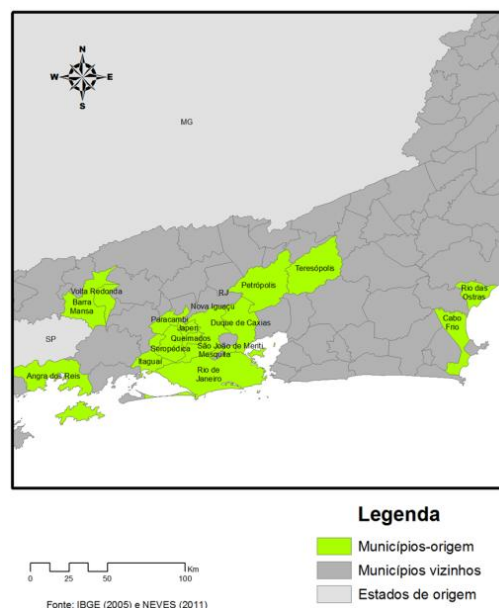 N
W E
S
MG
Teresópolis
Petrópolis
Rio das
Ostras
Volta Redonda
RJ
Barra
Mansa
Nova Iguaçu
Cabo
Frio
Paracambi
Duque de Caxias
Japeri
Queimados
SP
São João de Meriti
Seropédica
Mesquita
Itaguaí
Rio de
Janeiro
Angra dos Reis
Legenda
Municípios-origem
Municípios vizinhos
Estados de origem
Km
0 25 50 100
Fonte: IBGE (2005) e NEVES (2011)